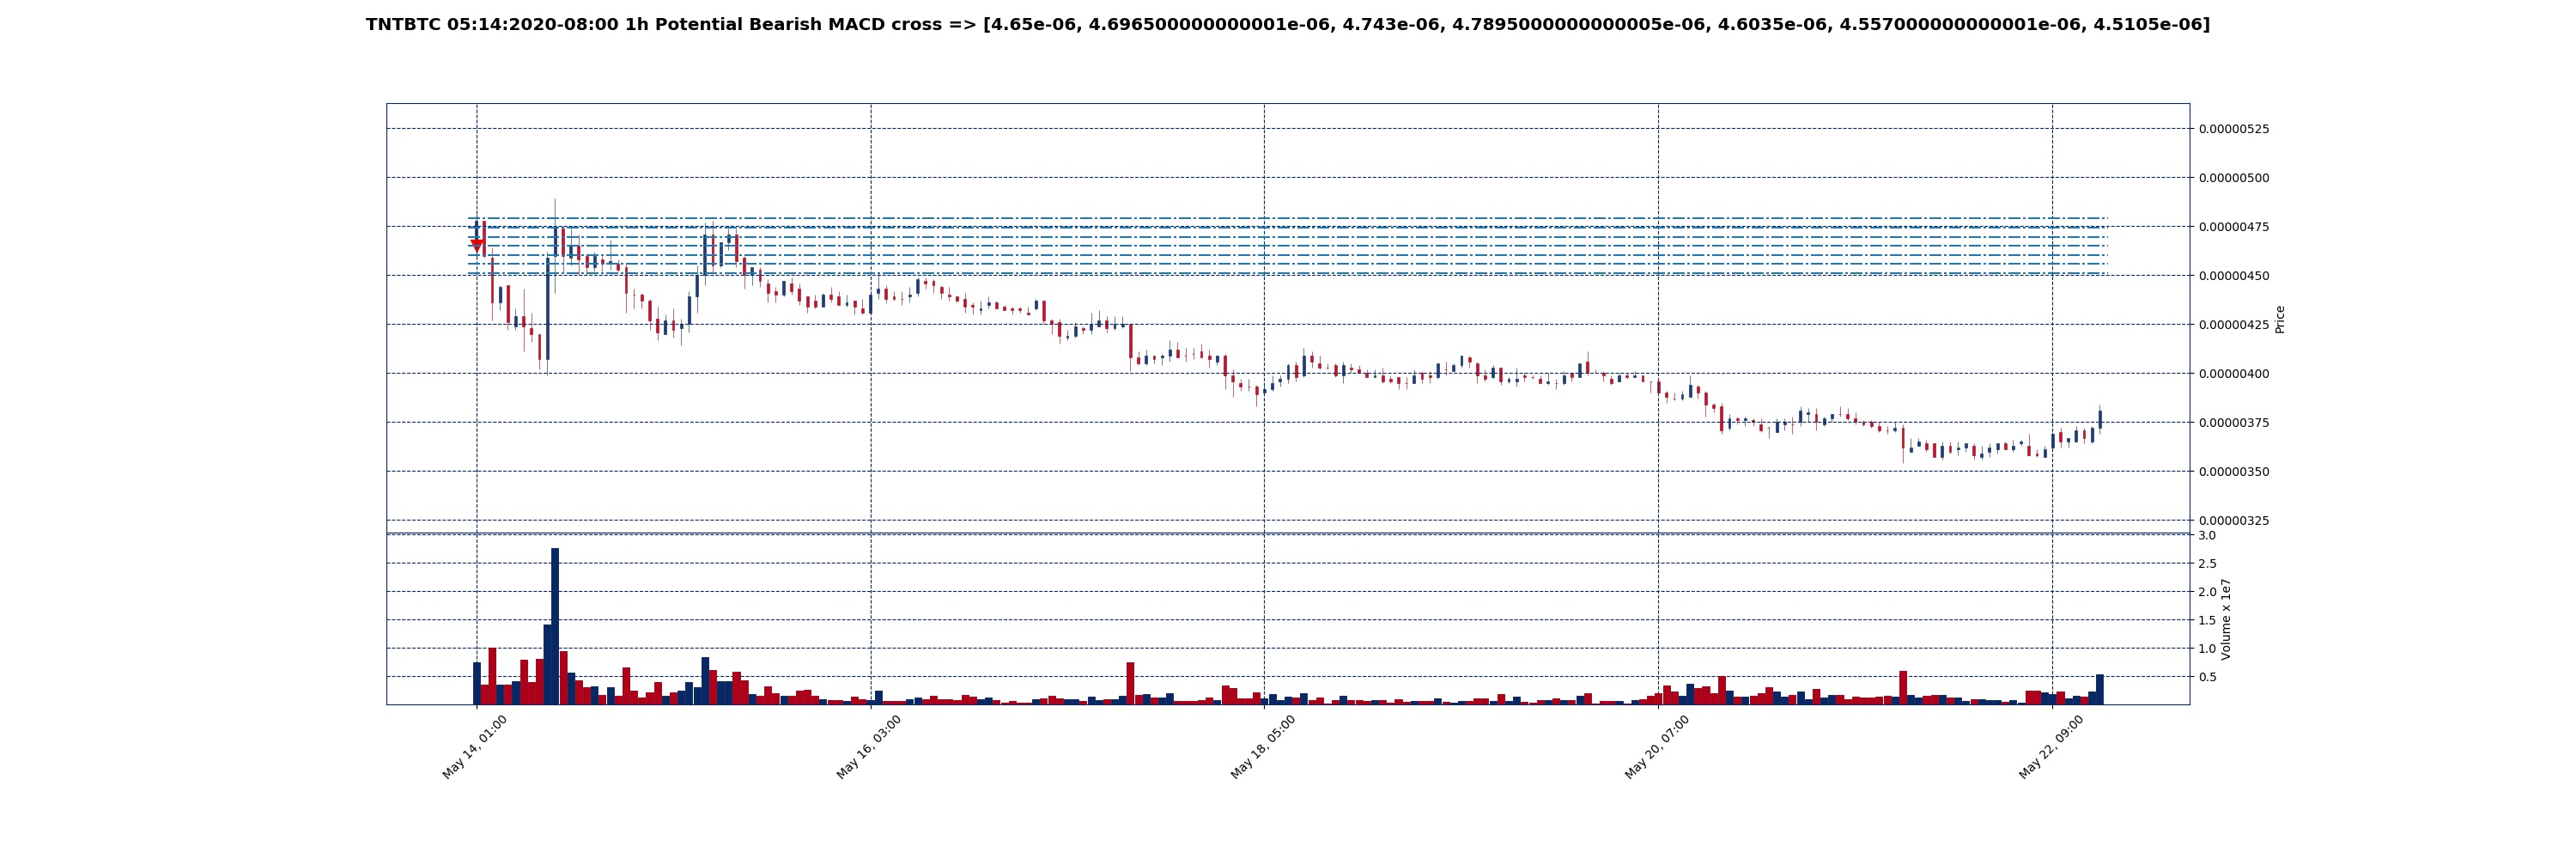 TNTBTC 05:14:2020-08:00 1h Potential Bearish MACD cross => [4.65e-06, 4.696500000000001e-06, 4.743e-06, 4.7895000000000005e-06, 4.6035e-06, 4.557000000000001e-06, 4.5105e-06]
0.00000525
0.00000500
0.00000475
0.00000450
0.00000425
0.00000400
0.00000375
0.00000350
0.00000325
Price
3.0
2.5
2.0
1.5
1.0
0.5
Volume x 1e7
May 14, 01:00
May 16, 03:00
May 18, 05:00
May 20, 07:00
May 22, 09:00